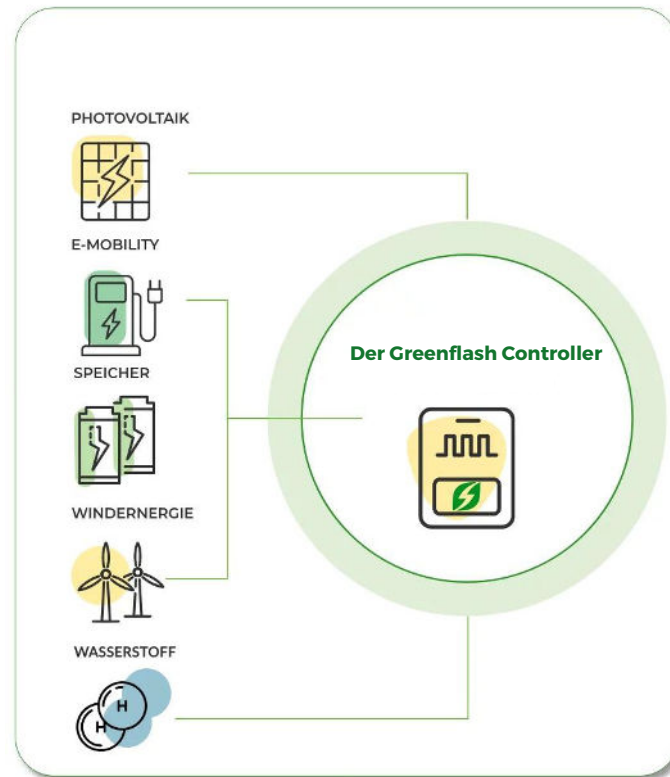 PHOTOVOLTAIK
E-MOBILITY
Der Greenflash Controller
SPEICHER
WINDERNERGIE
WASSERSTOFF
H
H